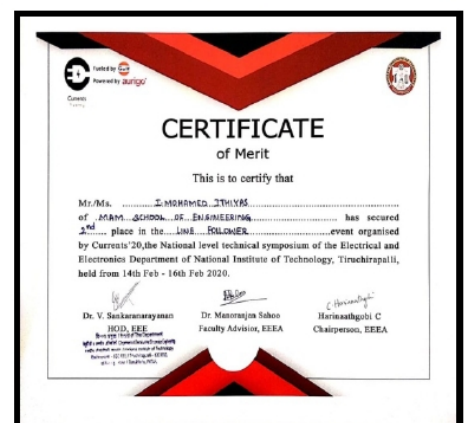 Fueled by
Powered by aurigo
Currents
CERTIFICATE
of Merit
This is to certify that
Mr./Ms. I. MOHAMED ITHIYAS
of MAM SCHOOL OF ENGINEERING has secured
2nd place in the LINE FOLLOWER event organised
by Currents'20,the National level technical symposium of the Electrical and
Electronics Department of National Institute of Technology, Tiruchirapalli,
held from 14th Feb - 16th Feb 2020.
Dr. V. Sankaranarayanan
HOD, EEE
Dr. Manoranjan Sahoo
Faculty Advisior, EEEA
C. Harinaathgobi
Harinaathgobi C
Chairperson, EEEA